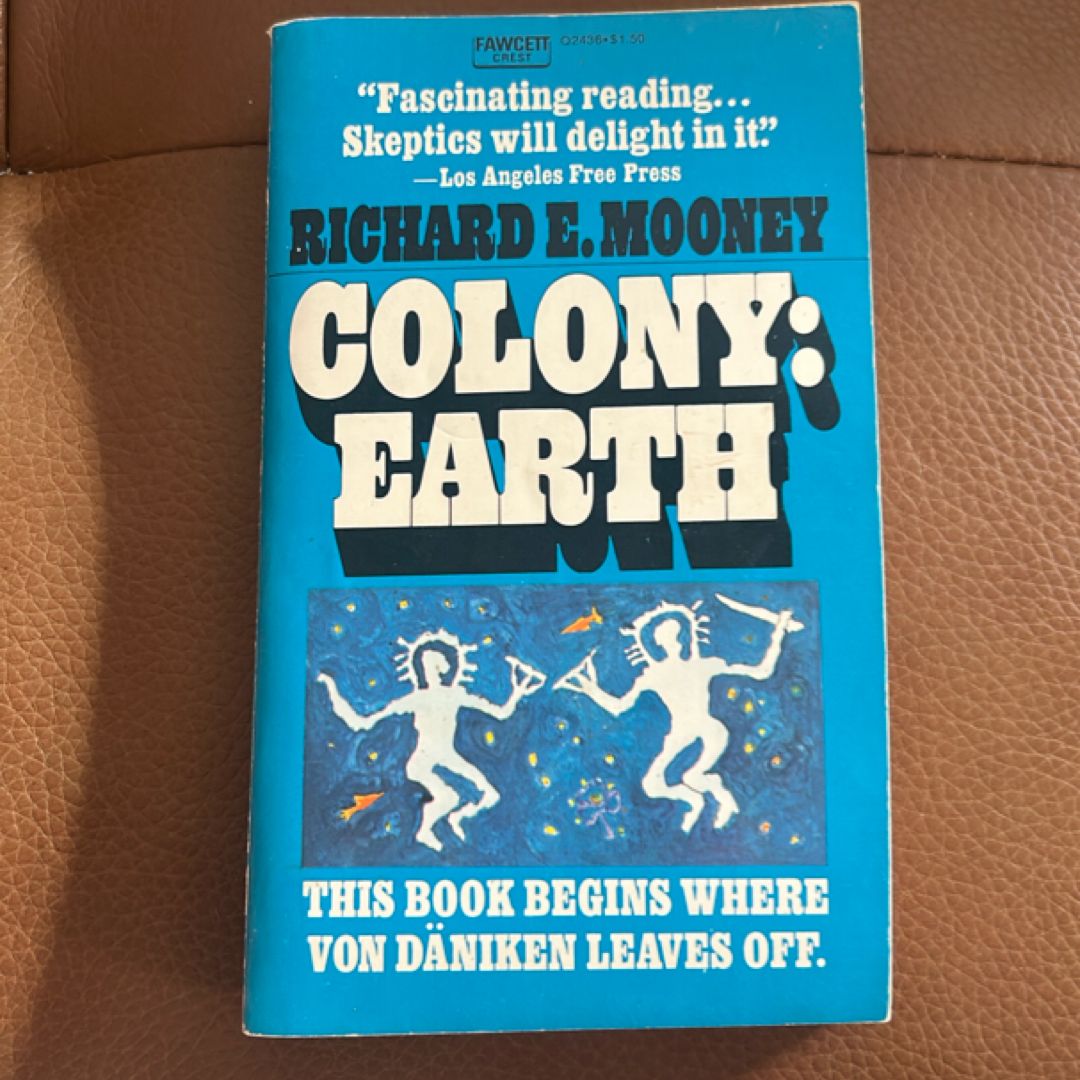 FAWCETT CREST Q2436•$1.50
“Fascinating reading...
Skeptics will delight in it.”
—Los Angeles Free Press
RICHARD E. MOONEY
COLONY:
EARTH
THIS BOOK BEGINS WHERE
VON DÄNIKEN LEAVES OFF.